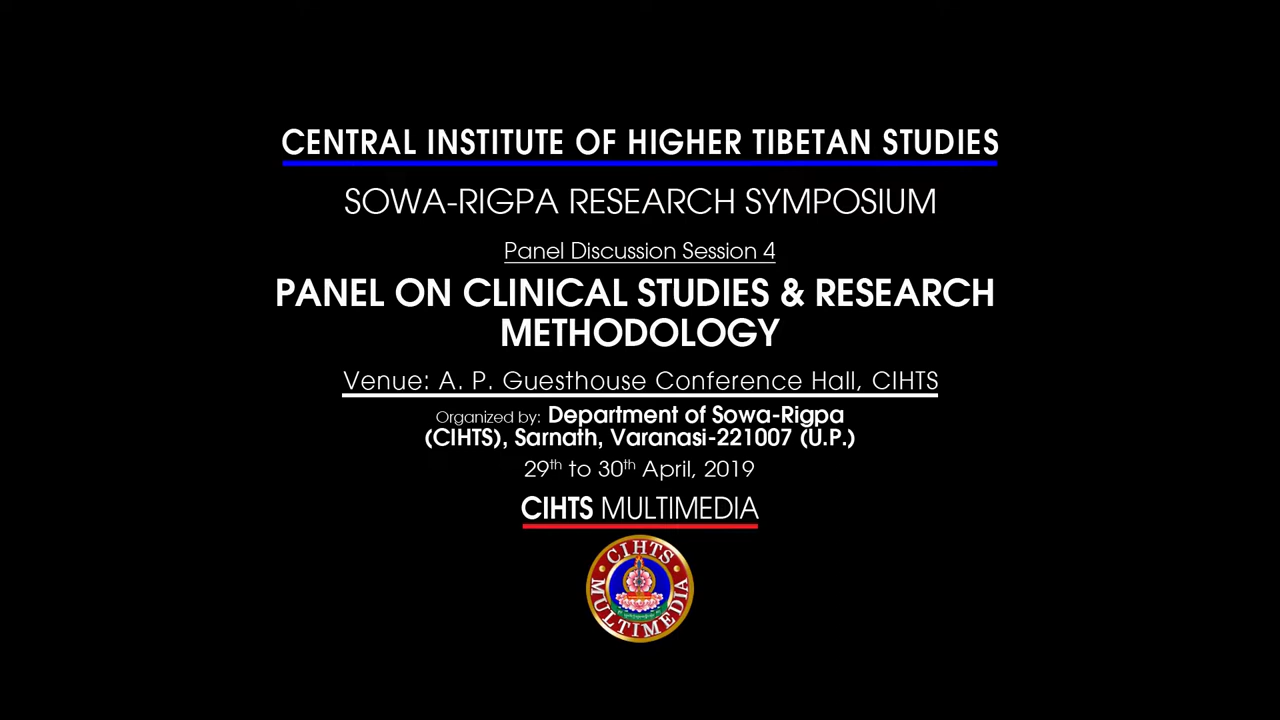 CENTRAL INSTITUTE OF HIGHER TIBETAN STUDIES
SOWA-RIGPA RESEARCH SYMPOSIUM
Panel Discussion Session 4
PANEL ON CLINICAL STUDIES & RESEARCH
METHODOLOGY
Venue: A. P. Guesthouse Conference Hall, CIHTS
Organized by: Department of Sowa-Rigpa
(CIHTS), Sarnath, Varanasi-221007 (U.P.)
29th to 30th April, 2019
CIHTS MULTIMEDIA
CIHTS
MULTIMEDIA